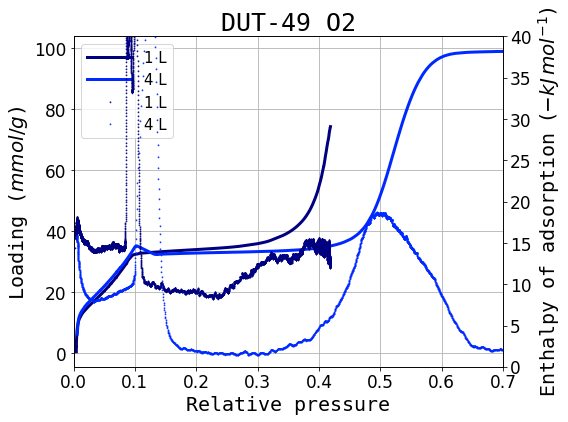 DUT-49 O2
Loading (mmol/g)
100
80
60
40
20
0
1 L
4 L
1 L
4 L
40
35
30
25
20
15
10
5
0
Enthalpy of adsorption (−kJ mol⁻¹)
0.0 0.1 0.2 0.3 0.4 0.5 0.6 0.7
Relative pressure